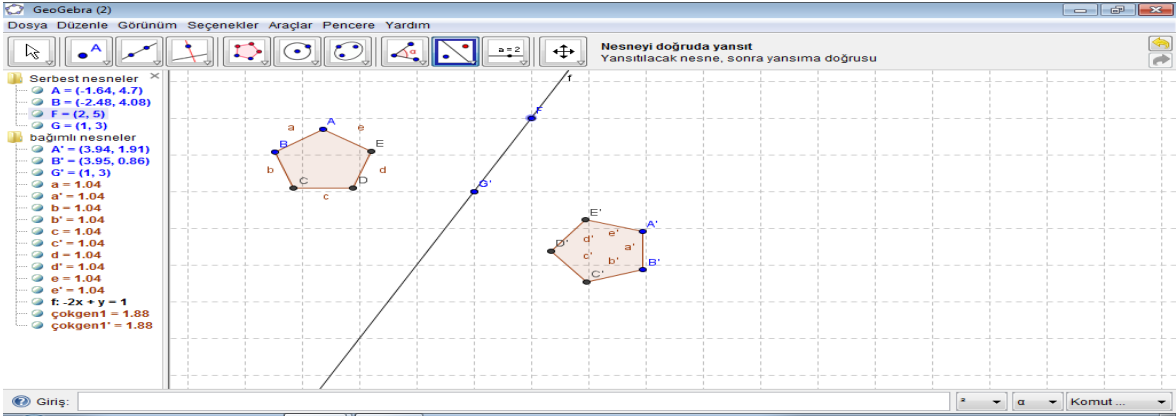 GeoGebra (2)
Dosya Düzenle Görünüm Seçenekler Araçlar Pencere Yardım
A
α
a = 2
Nesneyi doğruda yansıt
Yansıtılacak nesne, sonra yansıma doğrusu
Serbest nesneler
A = (-1.64, 4.7)
B = (-2.48, 4.08)
F = (2, 5)
G = (1, 3)
bağımlı nesneler
A' = (3.94, 1.91)
B' = (3.95, 0.86)
G' = (1, 3)
a = 1.04
a' = 1.04
b = 1.04
b' = 1.04
c = 1.04
c' = 1.04
d = 1.04
d' = 1.04
e = 1.04
e' = 1.04
f: -2x + y = 1
çokgen1 = 1.88
çokgen1' = 1.88
f
F
a A e
B E
b d
C D
c
G'
E'
A'
e'
d'
D' a'
c'
b' B'
C'
Giriş:
² α Komut ...